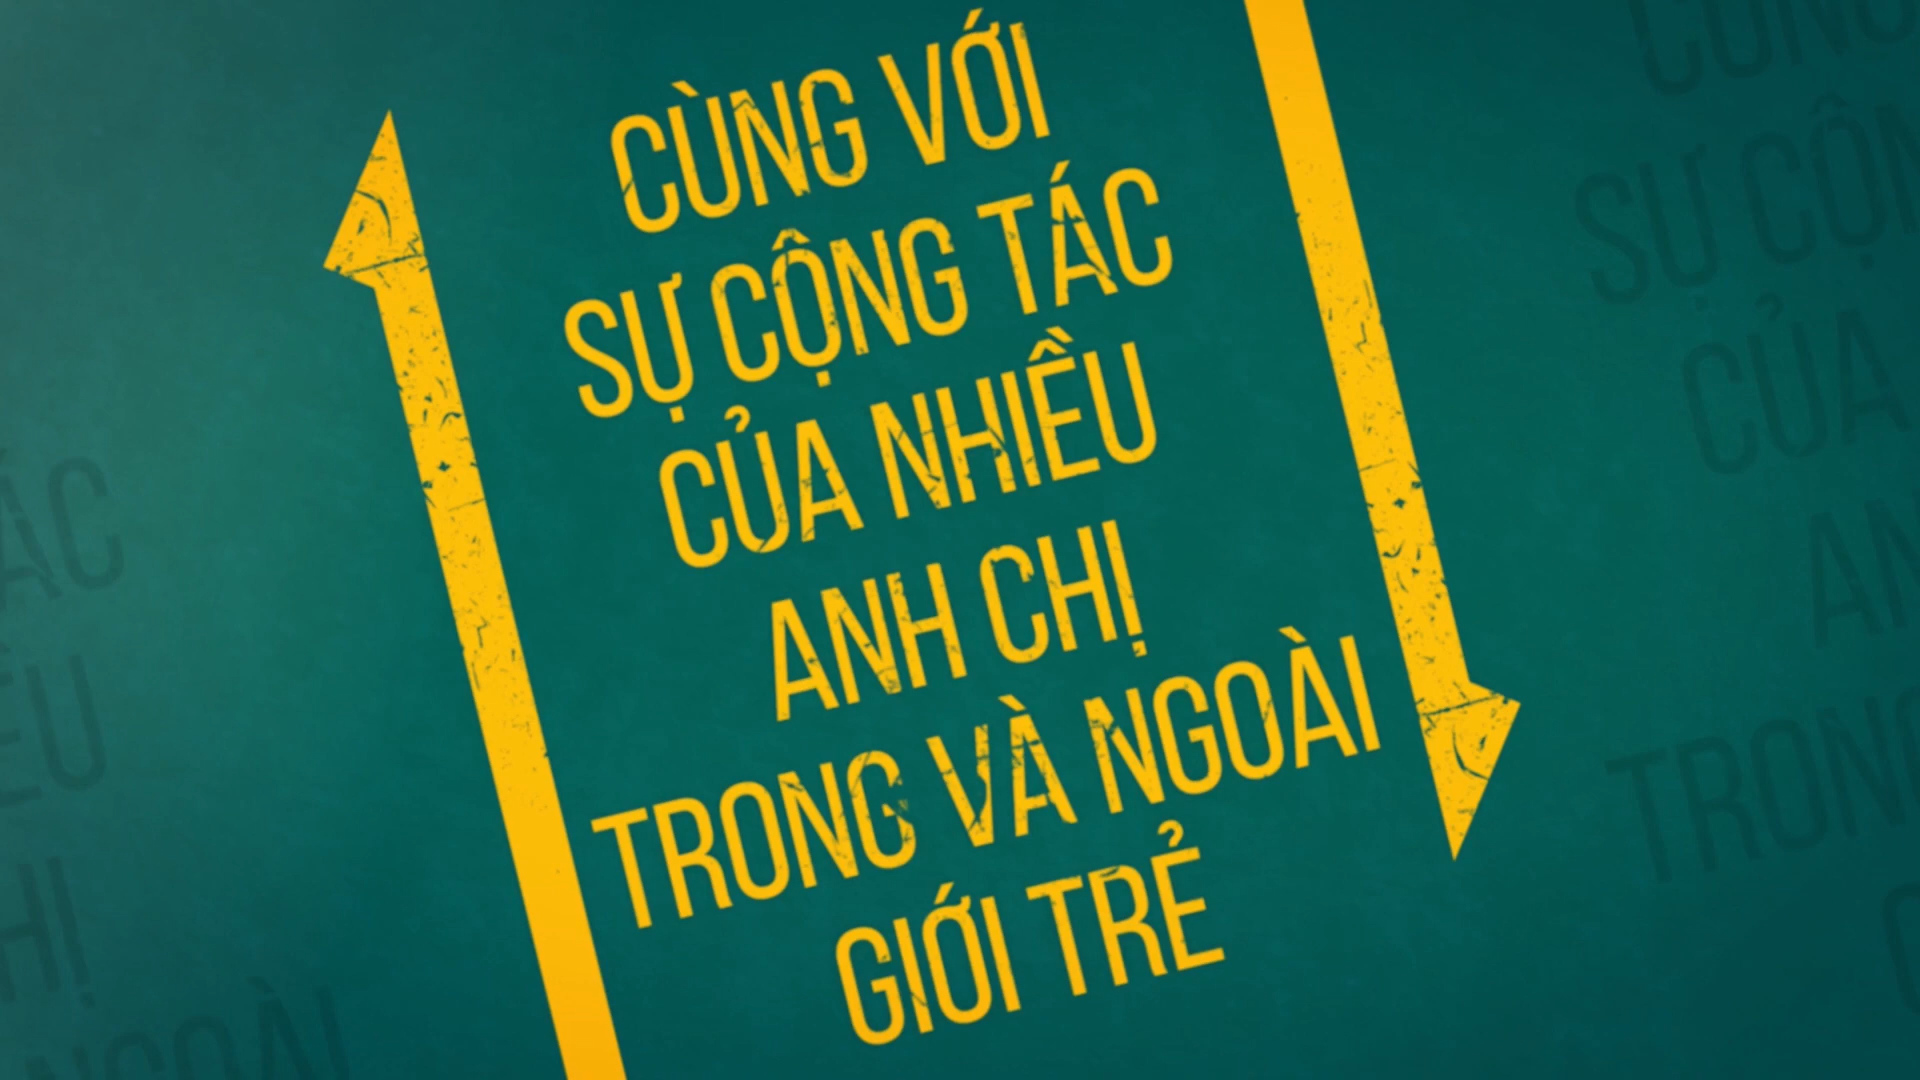 CÙNG VỚI
SỰ CỘNG TÁC
CỦA NHIỀU
ANH CHỊ
TRONG VÀ NGOÀI
GIỚI TRẺ